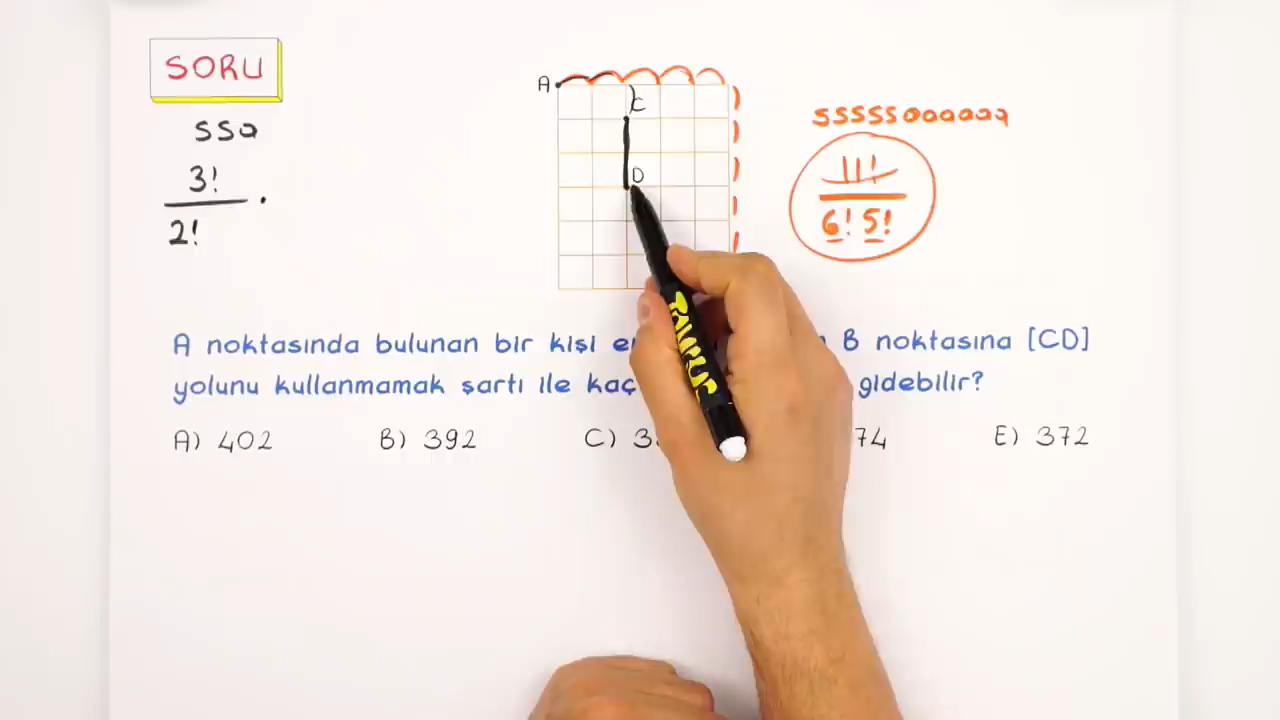 SORU
ssa
3!
2!
.
A
C
D
sssssaaaaaa
11!
6! 5!
A noktasında bulunan bir kişi B noktasına [CD]
yolunu kullanmamak şartı ile kaç gidebilir?
A) 402 B) 392 C) 74 E) 372